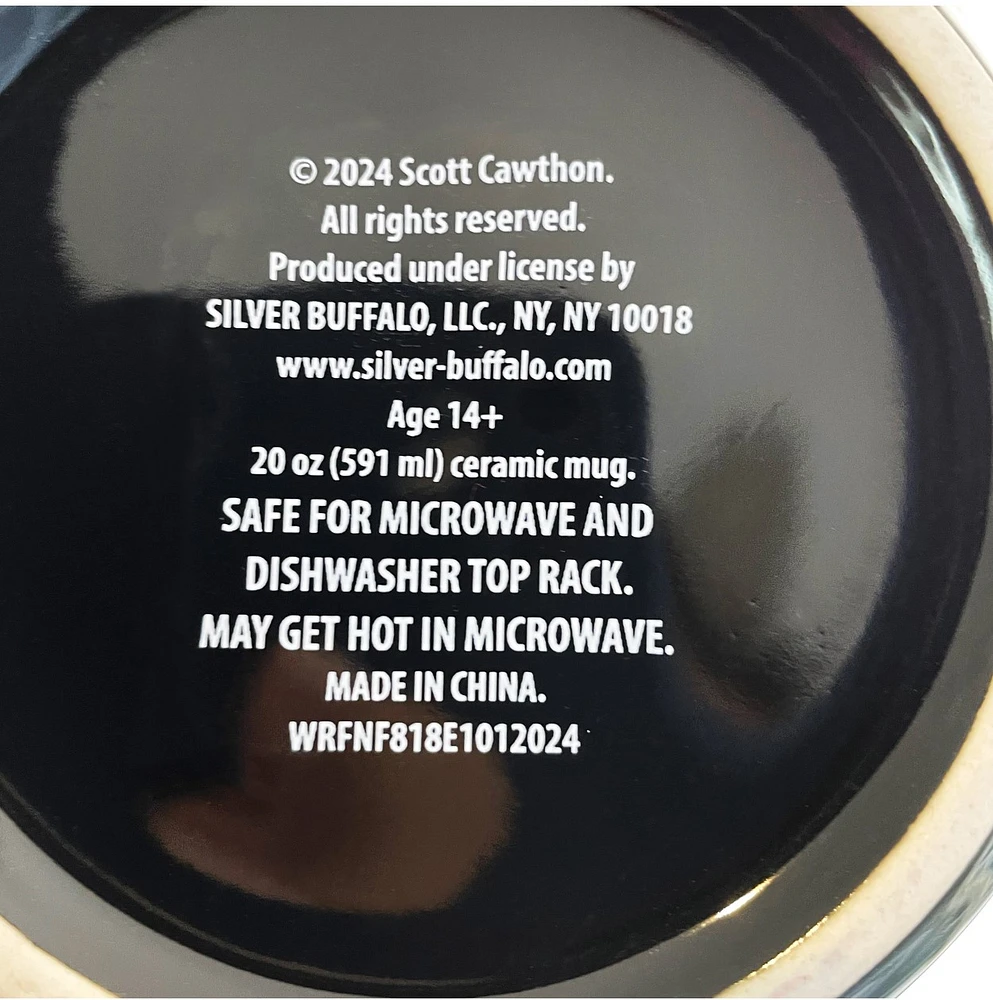 © 2024 Scott Cawthon.
All rights reserved.
Produced under license by
SILVER BUFFALO, LLC., NY, NY 10018
www.silver-buffalo.com
Age 14+
20 oz (591 ml) ceramic mug.
SAFE FOR MICROWAVE AND
DISHWASHER TOP RACK.
MAY GET HOT IN MICROWAVE.
MADE IN CHINA.
WRFNF818E1012024